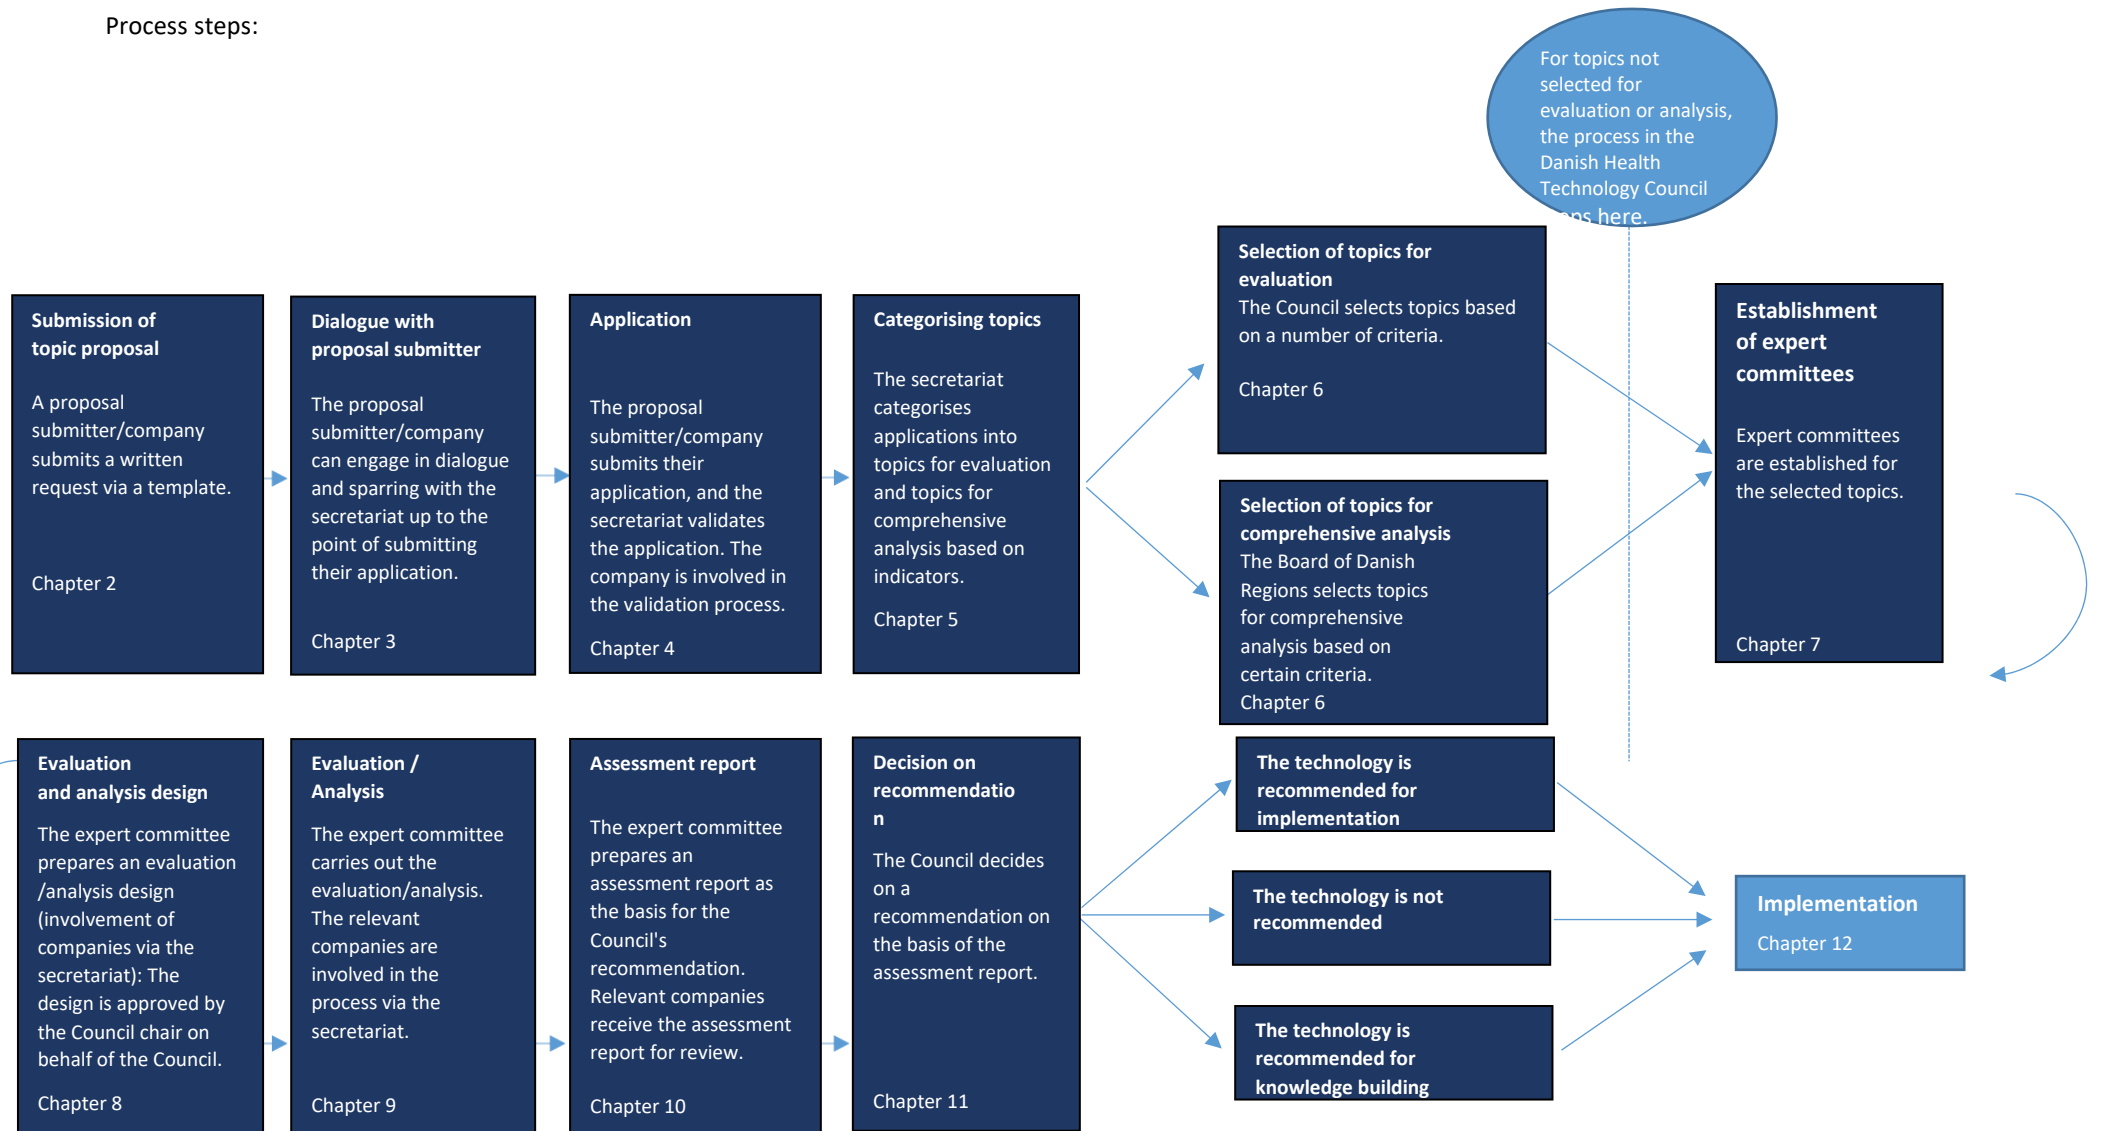 Process steps:
For topics not
selected for
evaluation or analysis,
the process in the
Danish Health
Technology Council
here.
Submission of
topic proposal
A proposal
submitter/company
submits a written
request via a template.
Chapter 2
Dialogue with
proposal submitter
The proposal
submitter/company
can engage in dialogue
and sparring with the
secretariat up to the
point of submitting
their application.
Chapter 3
Application
The proposal
submitter/company
submits their
application, and the
secretariat validates
the application. The
company is involved in
the validation process.
Chapter 4
Categorising topics
The secretariat
categorises
applications into
topics for evaluation
and topics for
comprehensive
analysis based on
indicators.
Chapter 5
Selection of topics for
evaluation
The Council selects topics based
on a number of criteria.
Chapter 6
Selection of topics for
comprehensive analysis
The Board of Danish
Regions selects topics
for comprehensive
analysis based on
certain criteria.
Chapter 6
Establishment
of expert
committees
Expert committees
are established for
the selected topics.
Chapter 7
Evaluation
and analysis design
The expert committee
prepares an evaluation
/analysis design
(involvement of
companies via the
secretariat): The
design is approved by
the Council chair on
behalf of the Council.
Chapter 8
Evaluation /
Analysis
The expert committee
carries out the
evaluation/analysis.
The relevant
companies are
involved in the
process via the
secretariat.
Chapter 9
Assessment report
The expert committee
prepares an
assessment report as
the basis for the
Council's
recommendation.
Relevant companies
receive the assessment
report for review.
Chapter 10
Decision on
recommendatio
n
The Council decides
on a
recommendation on
the basis of the
assessment report.
Chapter 11
The technology is
recommended for
implementation
The technology is not
recommended
The technology is
recommended for
knowledge building
Implementation
Chapter 12